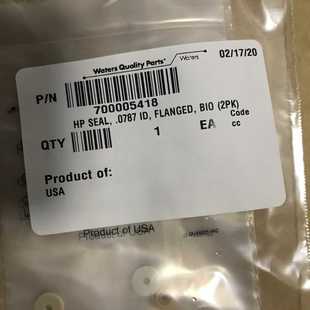 Waters Quality Parts
Waters
02/17/20
P/N
700005418
HP SEAL, .0787 ID, FLANGED, BIO (2PK)
QTY
1
EA
Code
cc
Product of:
USA
Product of USA